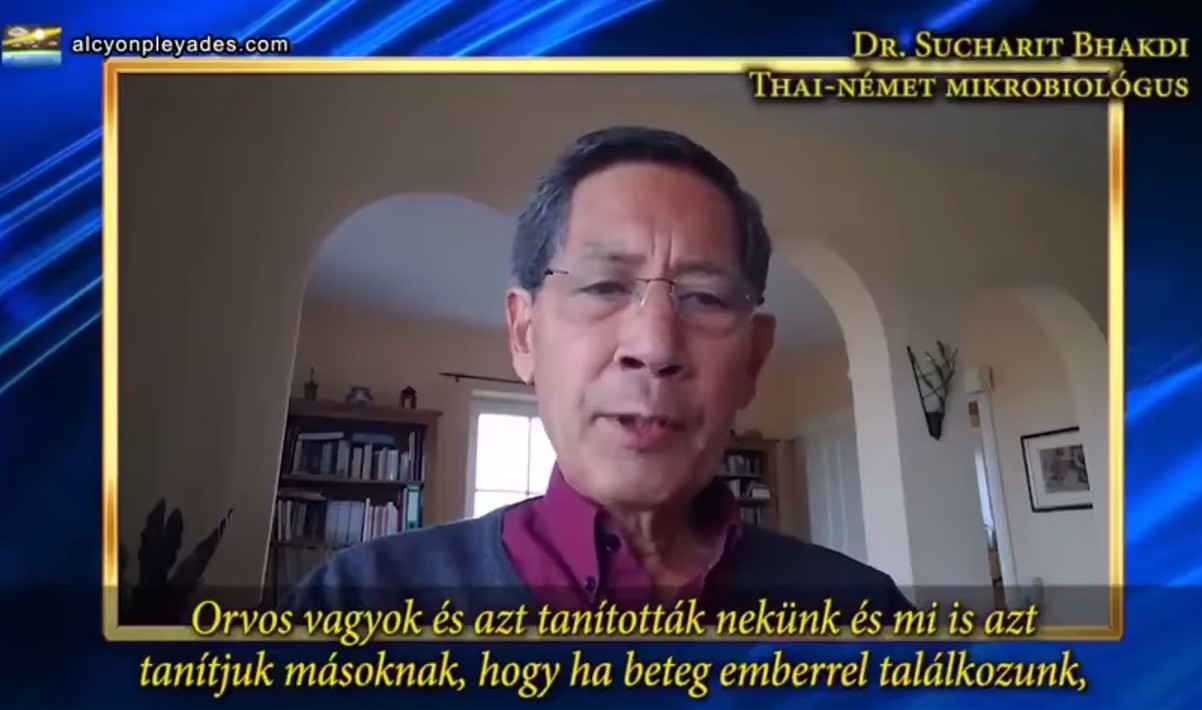 alcyonpleyades.com
Dr. Sucharit Bhakdi
Thai-német mikrobiológus
Orvos vagyok és azt tanították nekünk és mi is azt
tanítjuk másoknak, hogy ha beteg emberrel találkozunk,